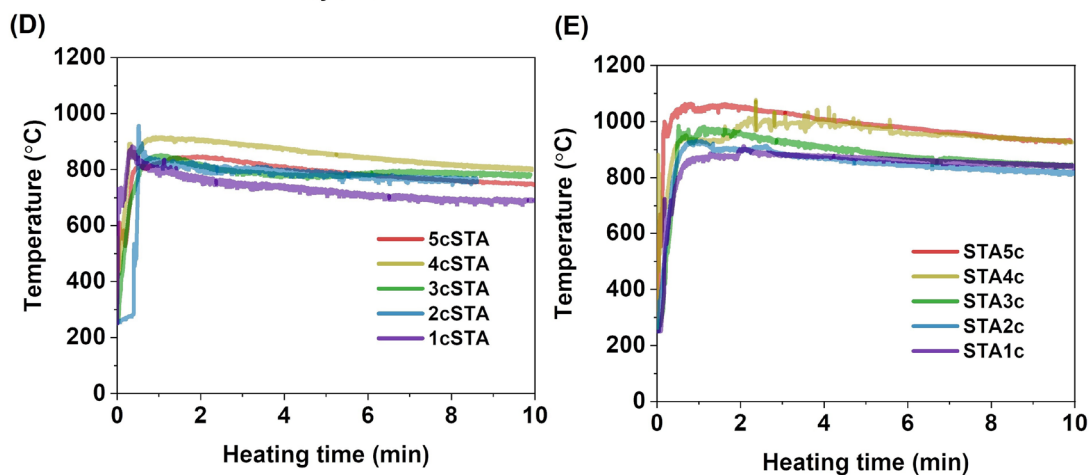 (D)
1200
1000
800
600
400
200
0
Temperature (°C)
5cSTA
4cSTA
3cSTA
2cSTA
1cSTA
0 2 4 6 8 10
Heating time (min)
(E)
1200
1000
800
600
400
200
0
Temperature (°C)
STA5c
STA4c
STA3c
STA2c
STA1c
0 2 4 6 8 10
Heating time (min)